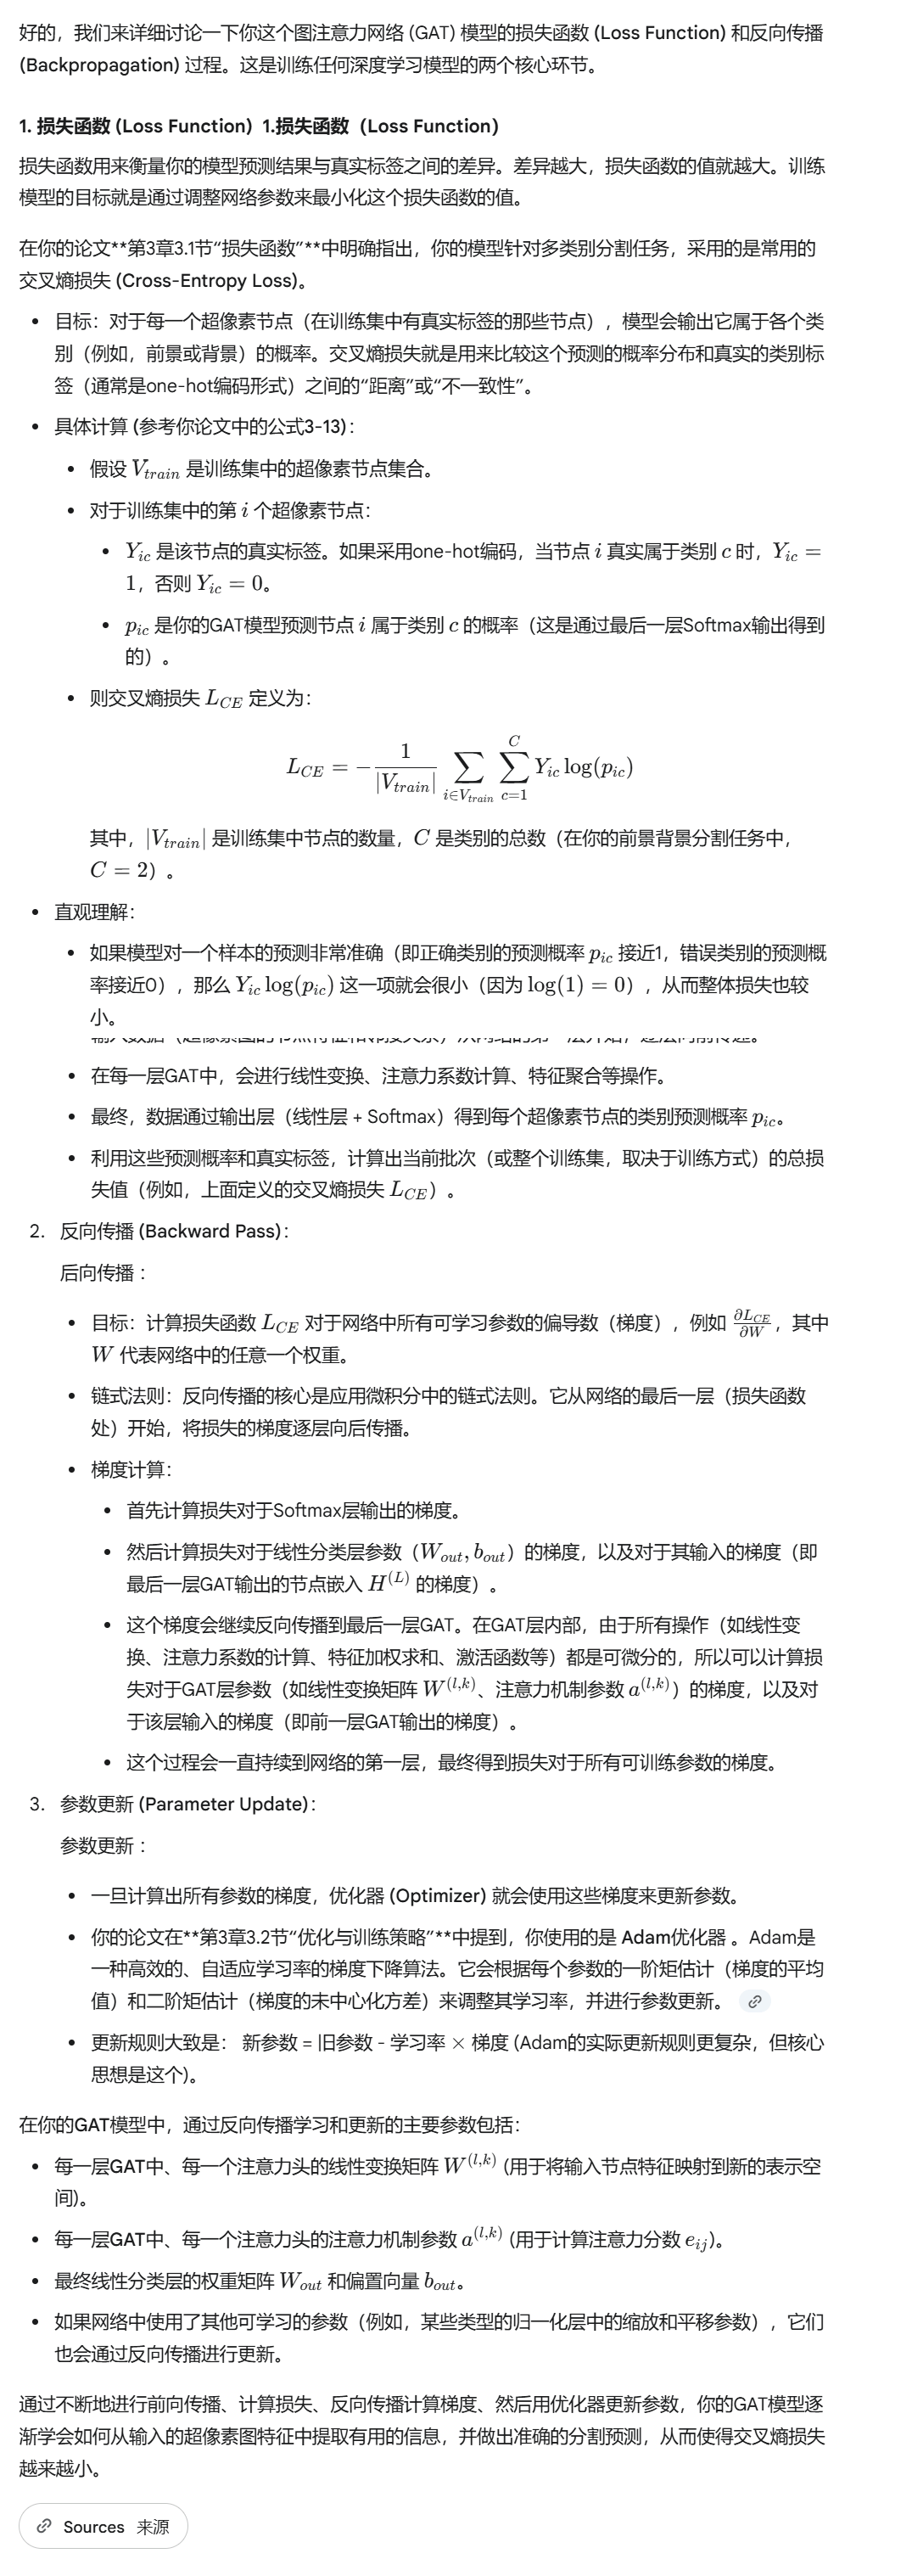 好的，我们来详细讨论一下你这个图注意力网络 (GAT) 模型的损失函数 (Loss Function) 和反向传播
(Backpropagation) 过程。这是训练任何深度学习模型的两个核心环节。
1. 损失函数 (Loss Function)  1.损失函数（Loss Function）
损失函数用来衡量你的模型预测结果与真实标签之间的差异。差异越大，损失函数的值就越大。训练
模型的目标就是通过调整网络参数来最小化这个损失函数的值。
在你的论文**第3章3.1节“损失函数”**中明确指出，你的模型针对多类别分割任务，采用的是常用的
交叉熵损失 (Cross-Entropy Loss)。
• 目标：对于每一个超像素节点（在训练集中有真实标签的那些节点），模型会输出它属于各个类
别（例如，前景或背景）的概率。交叉熵损失就是用来比较这个预测的概率分布和真实的类别标
签（通常是one-hot编码形式）之间的“距离”或“不一致性”。
• 具体计算 (参考你论文中的公式3-13)：
• 假设 V_{train} 是训练集中的超像素节点集合。
• 对于训练集中的第 i 个超像素节点：
• Y_{ic} 是该节点的真实标签。如果采用one-hot编码，当节点 i 真实属于类别 c 时，Y_{ic} =
1，否则 Y_{ic} = 0。
• p_{ic} 是你的GAT模型预测节点 i 属于类别 c 的概率（这是通过最后一层Softmax输出得到
的）。
• 则交叉熵损失 L_{CE} 定义为：
L_{CE} = -\frac{1}{|V_{train}|} \sum_{i∈V_{train}} \sum_{c=1}^{C} Y_{ic} log(p_{ic})
其中，|V_{train}| 是训练集中节点的数量，C 是类别的总数（在你的前景背景分割任务中，
C = 2）。
• 直观理解：
• 如果模型对一个样本的预测非常准确（即正确类别的预测概率 p_{ic} 接近1，错误类别的预测概
率接近0），那么 Y_{ic} log(p_{ic}) 这一项就会很小（因为 log(1) = 0），从而整体损失也较
小。
• 在每一层GAT中，会进行线性变换、注意力系数计算、特征聚合等操作。
• 最终，数据通过输出层（线性层 + Softmax）得到每个超像素节点的类别预测概率 p_{ic}。
• 利用这些预测概率和真实标签，计算出当前批次（或整个训练集，取决于训练方式）的总损
失值（例如，上面定义的交叉熵损失 L_{CE}）。
2. 反向传播 (Backward Pass)：
后向传播 ：
• 目标：计算损失函数 L_{CE} 对于网络中所有可学习参数的偏导数（梯度），例如 \frac{∂L_{CE}}{∂W}，其中
W 代表网络中的任意一个权重。
• 链式法则：反向传播的核心是应用微积分中的链式法则。它从网络的最后一层（损失函数
处）开始，将损失的梯度逐层向后传播。
• 梯度计算：
• 首先计算损失对于Softmax层输出的梯度。
• 然后计算损失对于线性分类层参数（W_{out}, b_{out}）的梯度，以及对于其输入的梯度（即
最后一层GAT输出的节点嵌入 H^{(L)} 的梯度）。
• 这个梯度会继续反向传播到最后一层GAT。在GAT层内部，由于所有操作（如线性变
换、注意力系数的计算、特征加权求和、激活函数等）都是可微分的，所以可以计算损
失对于GAT层参数（如线性变换矩阵 W^{(l,k)}、注意力机制参数 a^{(l,k)}）的梯度，以及对
于该层输入的梯度（即前一层GAT输出的梯度）。
• 这个过程会一直持续到网络的第一层，最终得到损失对于所有可训练参数的梯度。
3. 参数更新 (Parameter Update)：
参数更新 ：
• 一旦计算出所有参数的梯度，优化器 (Optimizer) 就会使用这些梯度来更新参数。
• 你的论文在**第3章3.2节“优化与训练策略”**中提到，你使用的是 Adam优化器 。Adam是
一种高效的、自适应学习率的梯度下降算法。它会根据每个参数的一阶矩估计（梯度的平均
值）和二阶矩估计（梯度的未中心化方差）来调整其学习率，并进行参数更新。
• 更新规则大致是： 新参数 = 旧参数 - 学习率 × 梯度 (Adam的实际更新规则更复杂，但核心
思想是这个)。
在你的GAT模型中，通过反向传播学习和更新的主要参数包括：
• 每一层GAT中、每一个注意力头的线性变换矩阵 W^{(l,k)} (用于将输入节点特征映射到新的表示空
间)。
• 每一层GAT中、每一个注意力头的注意力机制参数 a^{(l,k)} (用于计算注意力分数 e_{ij})。
• 最终线性分类层的权重矩阵 W_{out} 和偏置向量 b_{out}。
• 如果网络中使用了其他可学习的参数（例如，某些类型的归一化层中的缩放和平移参数），它们
也会通过反向传播进行更新。
通过不断地进行前向传播、计算损失、反向传播计算梯度、然后用优化器更新参数，你的GAT模型逐
渐学会如何从输入的超像素图特征中提取有用的信息，并做出准确的分割预测，从而使得交叉熵损失
越来越小。
Sources 来源